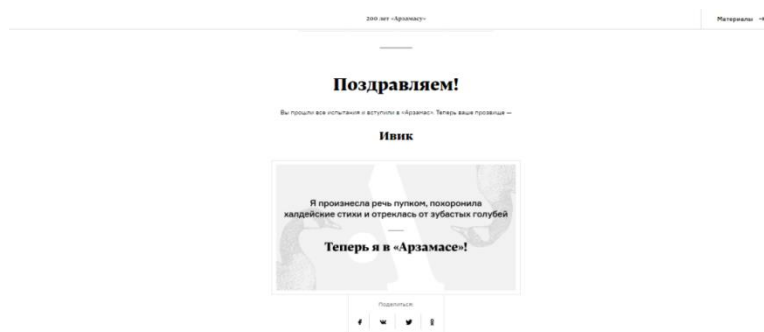 200 лет «Арзамасу»
Материалы
Поздравляем!
Вы прошли все испытания и вступили в «Арзамас». Теперь ваше прозвище —
Ивик
Я произнесла речь пупком, похоронила
халдейские стихи и отреклась от зубастых голубей
Теперь я в «Арзамасе»!
Поделиться